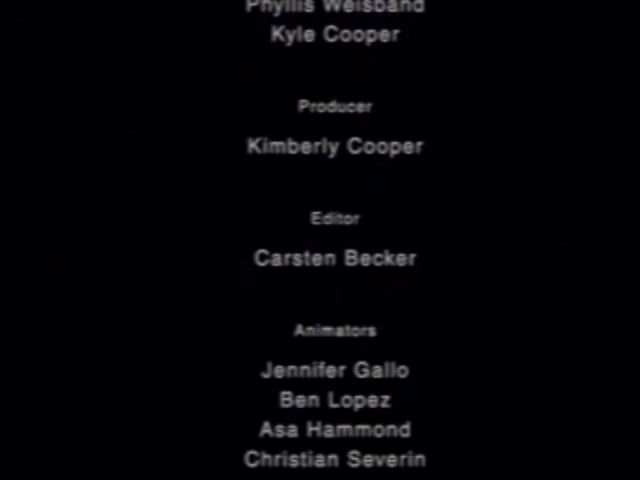 Phyllis Weisband
Kyle Cooper
Producer
Kimberly Cooper
Editor
Carsten Becker
Animators
Jennifer Gallo
Ben Lopez
Asa Hammond
Christian Severin